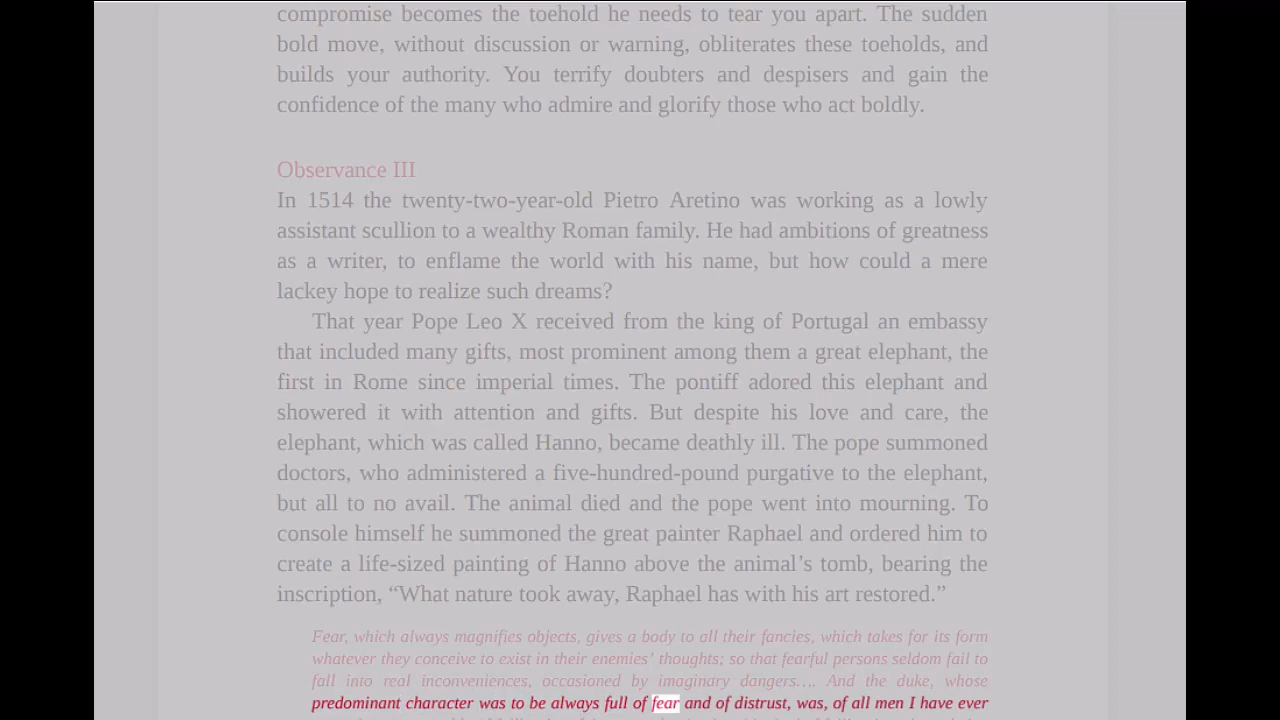 compromise becomes the toehold he needs to tear you apart. The sudden
bold move, without discussion or warning, obliterates these toeholds, and
builds your authority. You terrify doubters and despisers and gain the
confidence of the many who admire and glorify those who act boldly.
Observance III
In 1514 the twenty-two-year-old Pietro Aretino was working as a lowly
assistant scullion to a wealthy Roman family. He had ambitions of greatness
as a writer, to enflame the world with his name, but how could a mere
lackey hope to realize such dreams?
That year Pope Leo X received from the king of Portugal an embassy
that included many gifts, most prominent among them a great elephant, the
first in Rome since imperial times. The pontiff adored this elephant and
showered it with attention and gifts. But despite his love and care, the
elephant, which was called Hanno, became deathly ill. The pope summoned
doctors, who administered a five-hundred-pound purgative to the elephant,
but all to no avail. The animal died and the pope went into mourning. To
console himself he summoned the great painter Raphael and ordered him to
create a life-sized painting of Hanno above the animal’s tomb, bearing the
inscription, “What nature took away, Raphael has with his art restored.”
Fear, which always magnifies objects, gives a body to all their fancies, which takes for its form
whatever they conceive to exist in their enemies’ thoughts; so that fearful persons seldom fail to
fall into real inconveniences, occasioned by imaginary dangers.... And the duke, whose
predominant character was to be always full of fear and of distrust, was, of all men I have ever